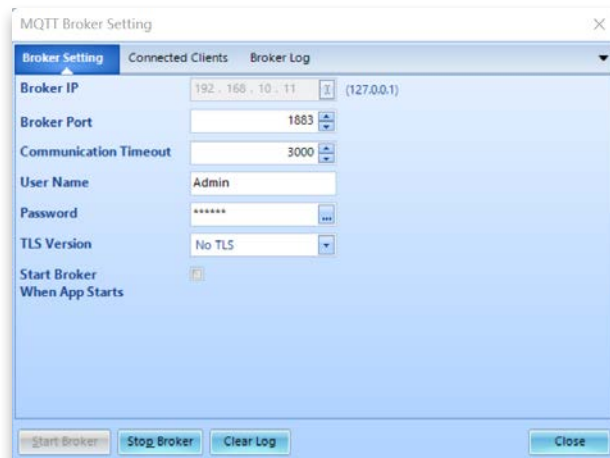 MQTT Broker Setting
Broker Setting Connected Clients Broker Log
Broker IP 192 . 168 . 10 . 11 (127.0.0.1)
Broker Port 1883
Communication Timeout 3000
User Name Admin
Password ******
TLS Version No TLS
Start Broker
When App Starts
Start Broker Stop Broker Clear Log Close